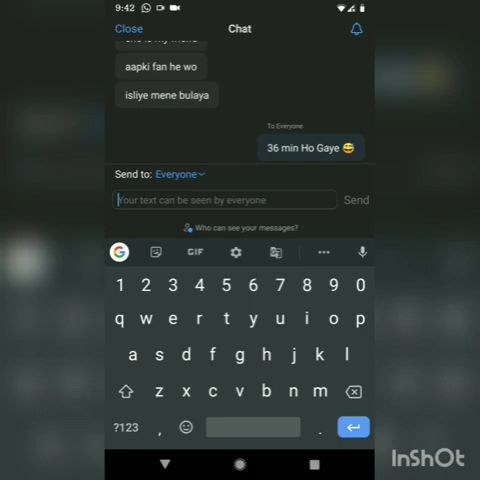 9:42
Close Chat
aapki fan he wo
isliye mene bulaya
To Everyone
36 min Ho Gaye 😅
Send to: Everyone
Your text can be seen by everyone Send
Who can see your messages?
G GIF
1 2 3 4 5 6 7 8 9 0
q w e r t y u i o p
a s d f g h j k l
z x c v b n m
?123 , .
InShOt